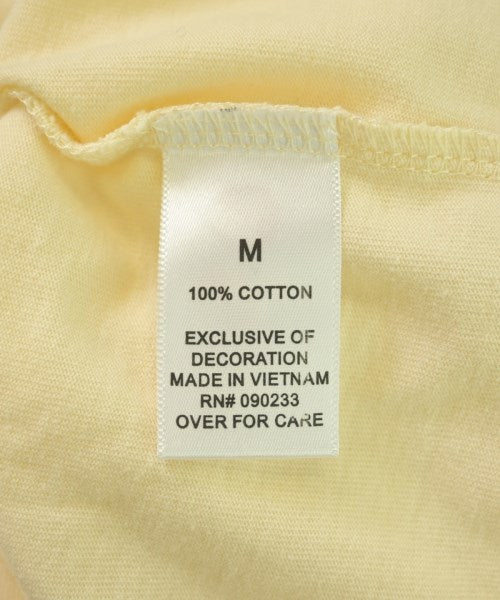 M
100% COTTON
EXCLUSIVE OF
DECORATION
MADE IN VIETNAM
RN# 090233
OVER FOR CARE